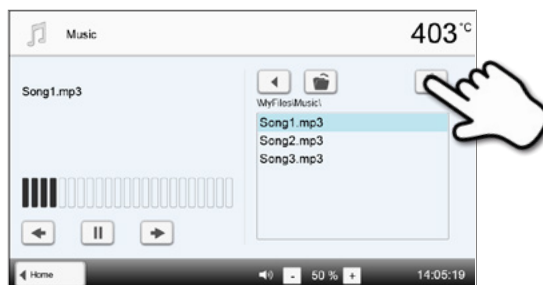 Music
403 °C
Song1.mp3
\MyFiles\Music\
Song1.mp3
Song2.mp3
Song3.mp3
Home
- 50 % +
14:05:19